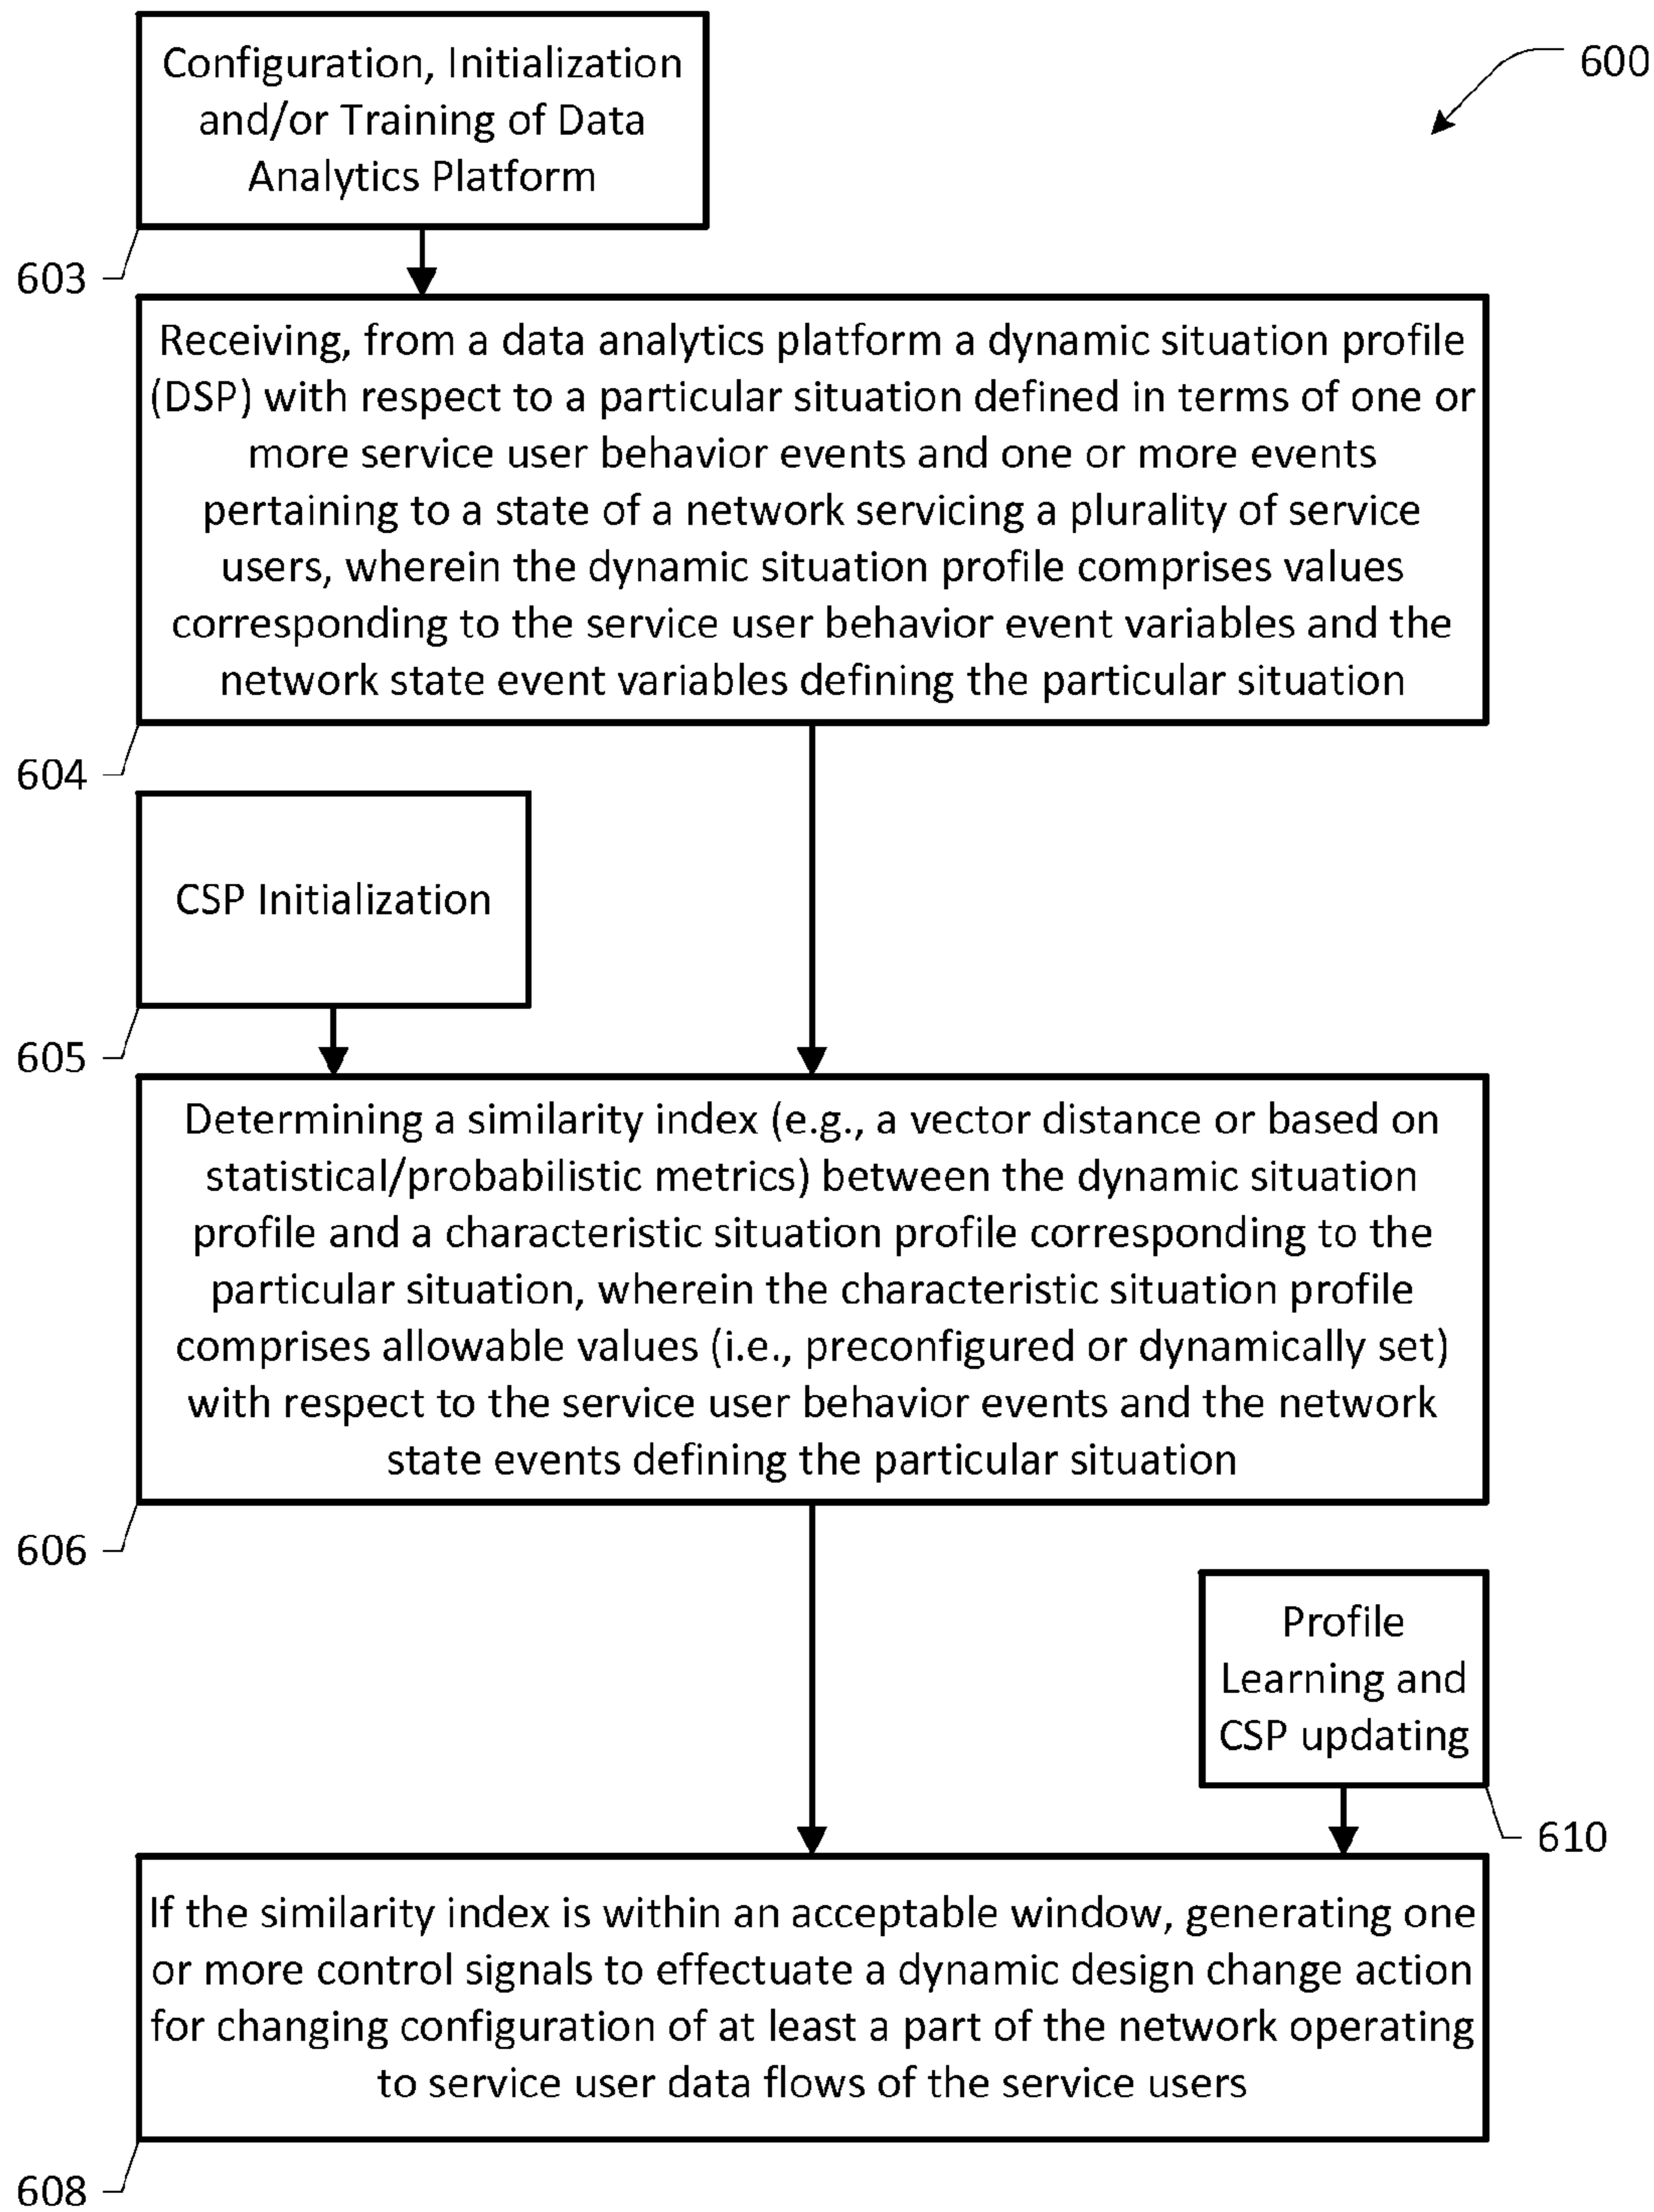 Configuration, Initialization
and/or Training of Data
Analytics Platform
600
603
Receiving, from a data analytics platform a dynamic situation profile
(DSP) with respect to a particular situation defined in terms of one or
more service user behavior events and one or more events
pertaining to a state of a network servicing a plurality of service
users, wherein the dynamic situation profile comprises values
corresponding to the service user behavior event variables and the
network state event variables defining the particular situation
604
CSP Initialization
605
Determining a similarity index (e.g., a vector distance or based on
statistical/probabilistic metrics) between the dynamic situation
profile and a characteristic situation profile corresponding to the
particular situation, wherein the characteristic situation profile
comprises allowable values (i.e., preconfigured or dynamically set)
with respect to the service user behavior events and the network
state events defining the particular situation
606
Profile
Learning and
CSP updating
610
If the similarity index is within an acceptable window, generating one
or more control signals to effectuate a dynamic design change action
for changing configuration of at least a part of the network operating
to service user data flows of the service users
608